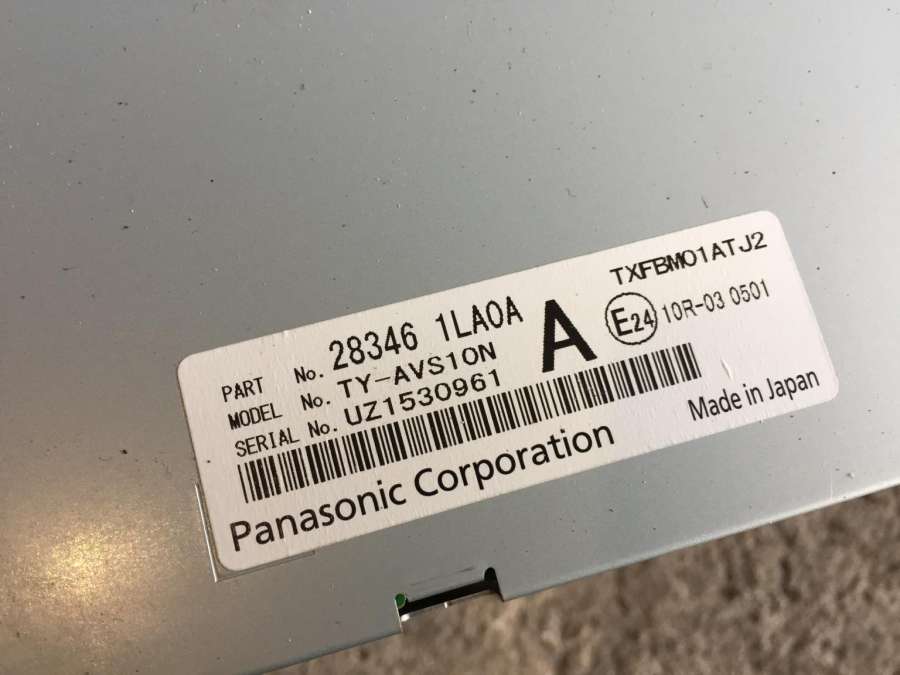 TXFBM01ATJ2
PART No. 28346 1LA0A A E24 10R-03 0501
MODEL No. TY-AVS10N
SERIAL No. UZ1530961
Made in Japan
Panasonic Corporation